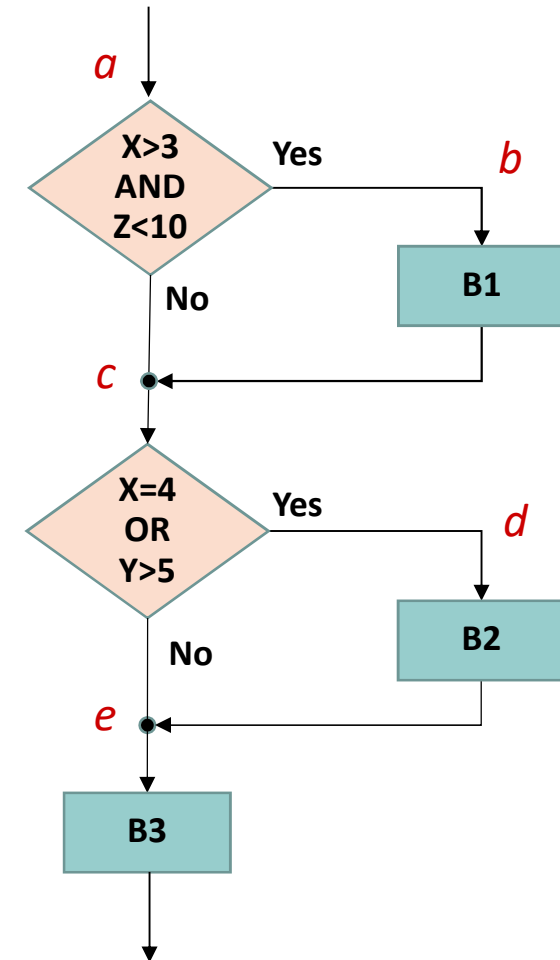 a
X>3
AND
Z<10
Yes
b
B1
No
c
X=4
OR
Y>5
Yes
d
B2
No
e
B3